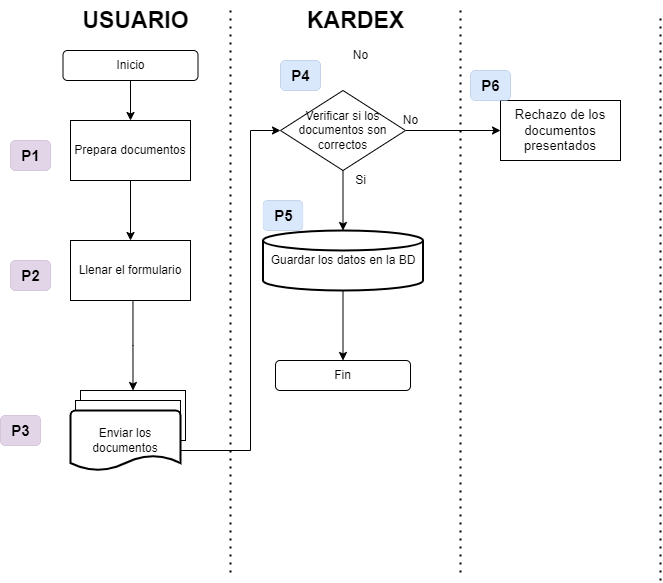 USUARIO
KARDEX
Inicio
No
P4
P6
Verificar si los
documentos son
correctos
No
Rechazo de los
documentos
presentados
P1
Prepara documentos
Si
P5
P2
Llenar el formulario
Guardar los datos en la BD
Fin
P3
Enviar los
documentos